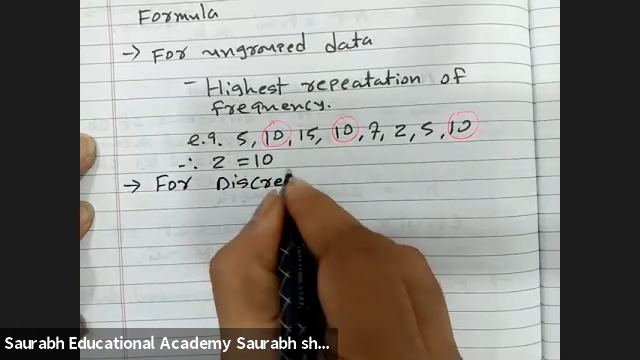 Formula
→ For ungrouped data
- Highest repeatation of
frequency.
e.g. 5, 10, 15, 10, 7, 2, 5, 10
∴ Z = 10
→ For Discre
Saurabh Educational Academy Saurabh sh...